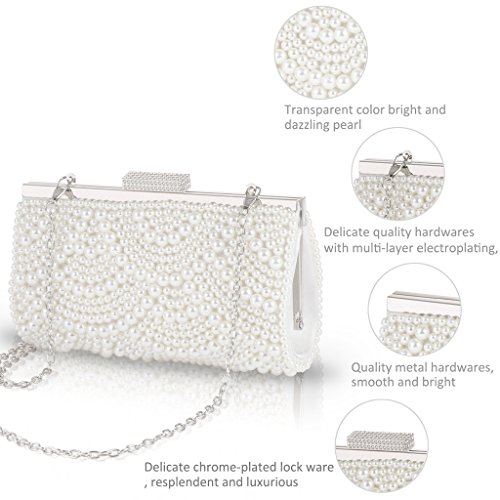 Transparent color bright and
dazzling pearl
Delicate quality hardwares
with multi-layer electroplating,
Quality metal hardwares,
smooth and bright
Delicate chrome-plated lock ware
, resplendent and luxurious